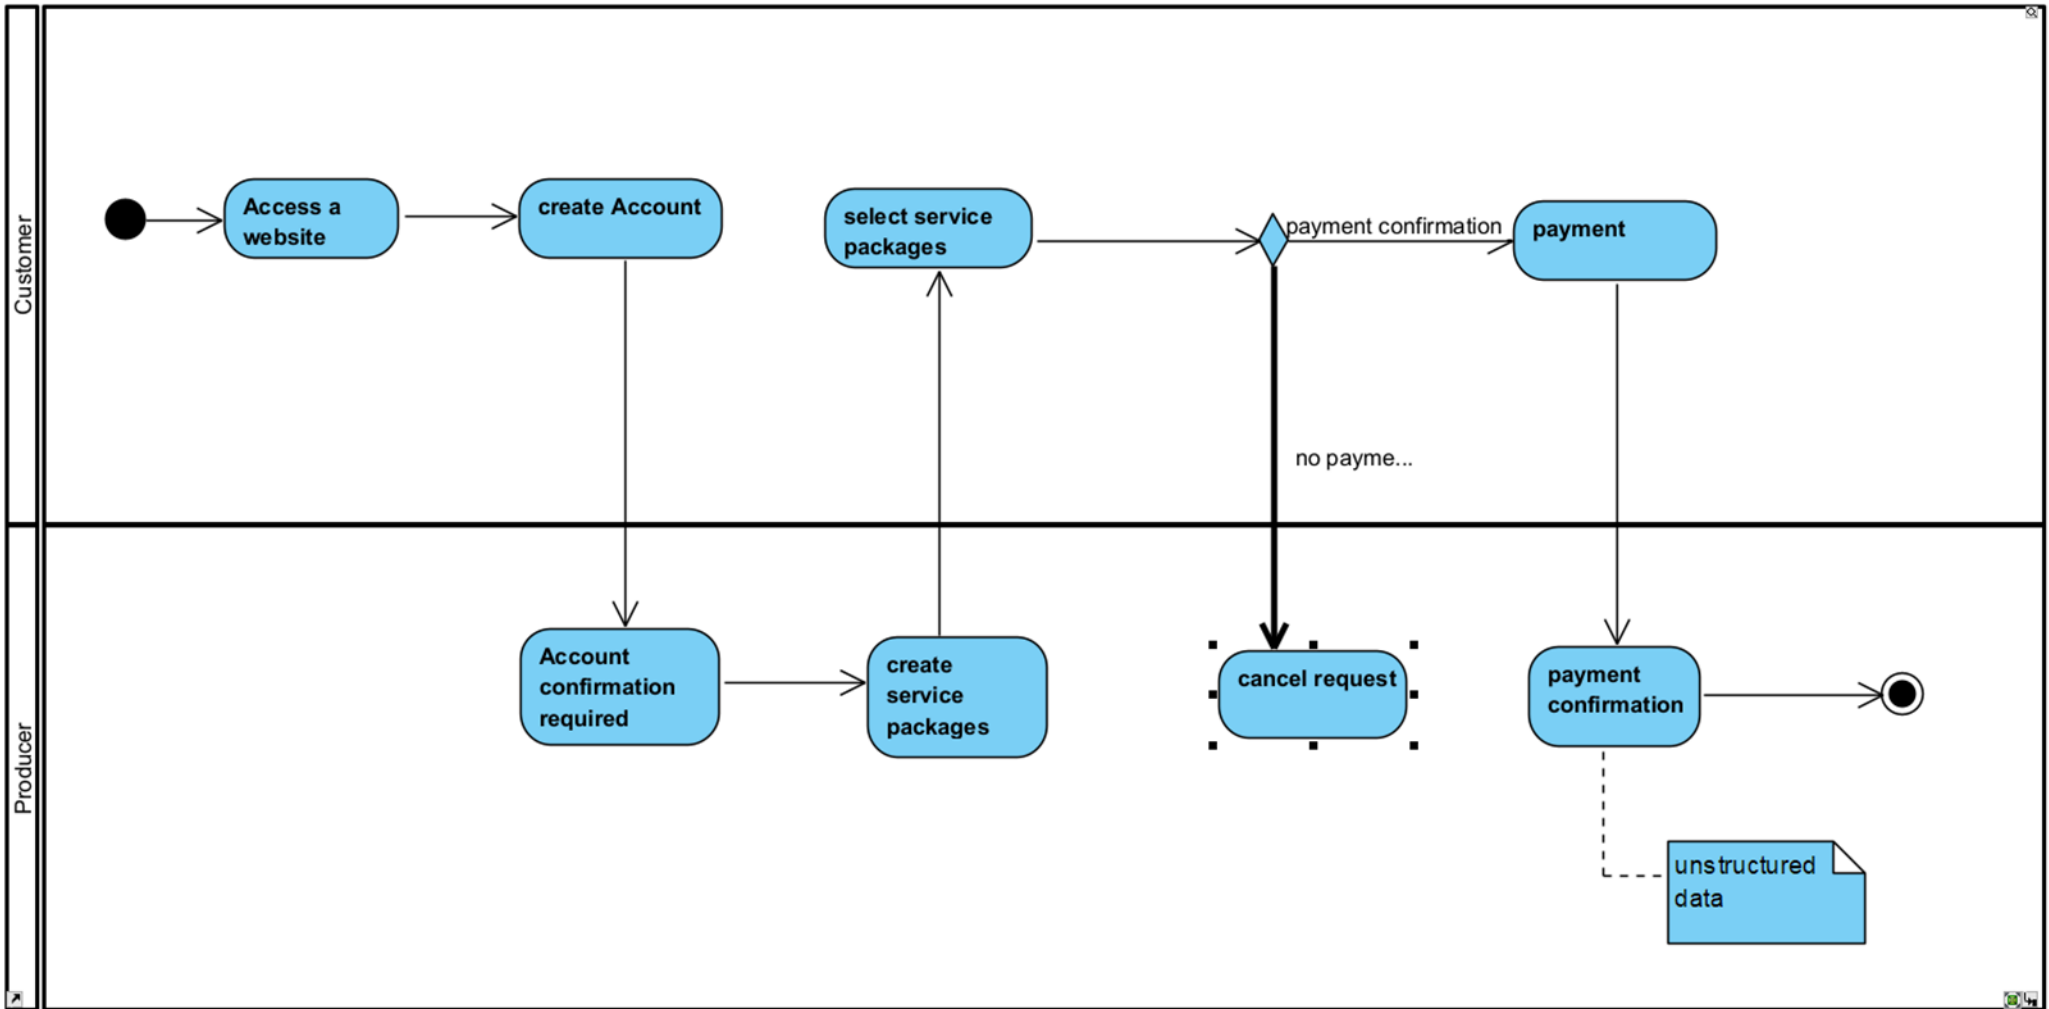 Customer
Access a
website
create Account
select service
packages
payment confirmation
payment
no payme...
Producer
Account
confirmation
required
create
service
packages
cancel request
payment
confirmation
unstructured
data